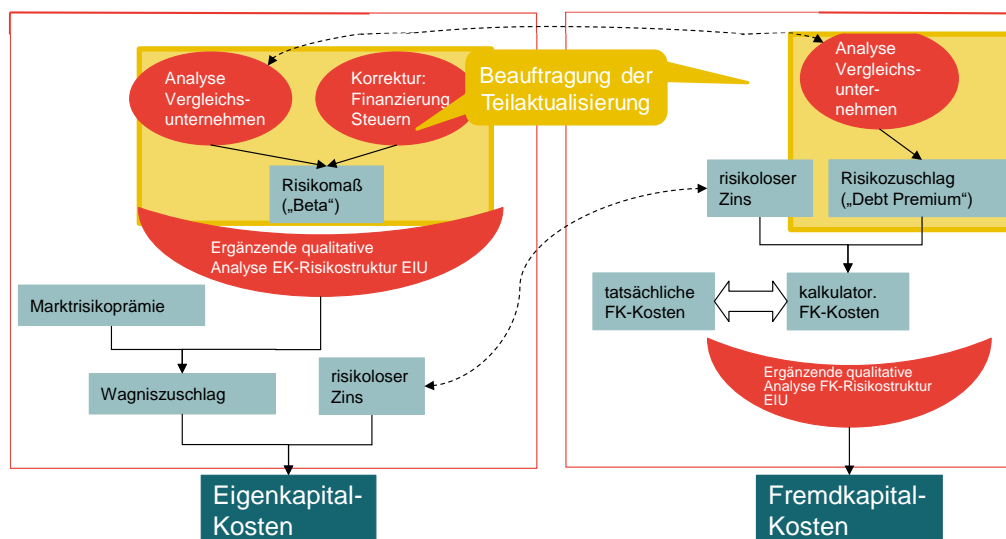 Analyse
Vergleichs-
unternehmen
Korrektur:
Finanzierung
Steuern
Beauftragung der
Teilaktualisierung
Analyse
Vergleichs-
unter-
nehmen
Risikomaß
(„Beta“)
risikoloser
Zins
Risikozuschlag
(„Debt Premium“)
Ergänzende qualitative
Analyse EK-Risikostruktur EIU
Marktrisikoprämie
tatsächliche
FK-Kosten
kalkulator.
FK-Kosten
Wagniszuschlag
risikoloser
Zins
Ergänzende qualitative
Analyse FK-Risikostruktur
EIU
Eigenkapital-
Kosten
Fremdkapital-
Kosten